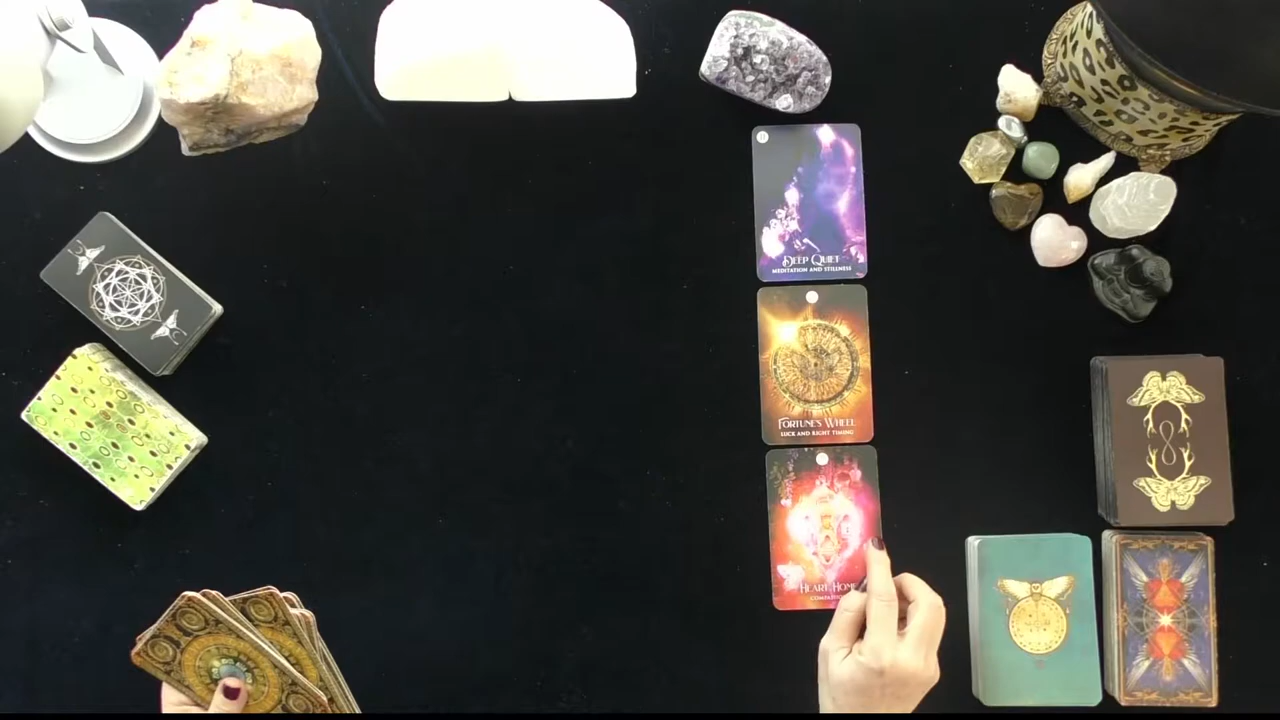 DEEP QUIET
MEDITATION AND STILLNESS
FORTUNE'S WHEEL
LUCK AND RIGHT TIMING
HEART HOME